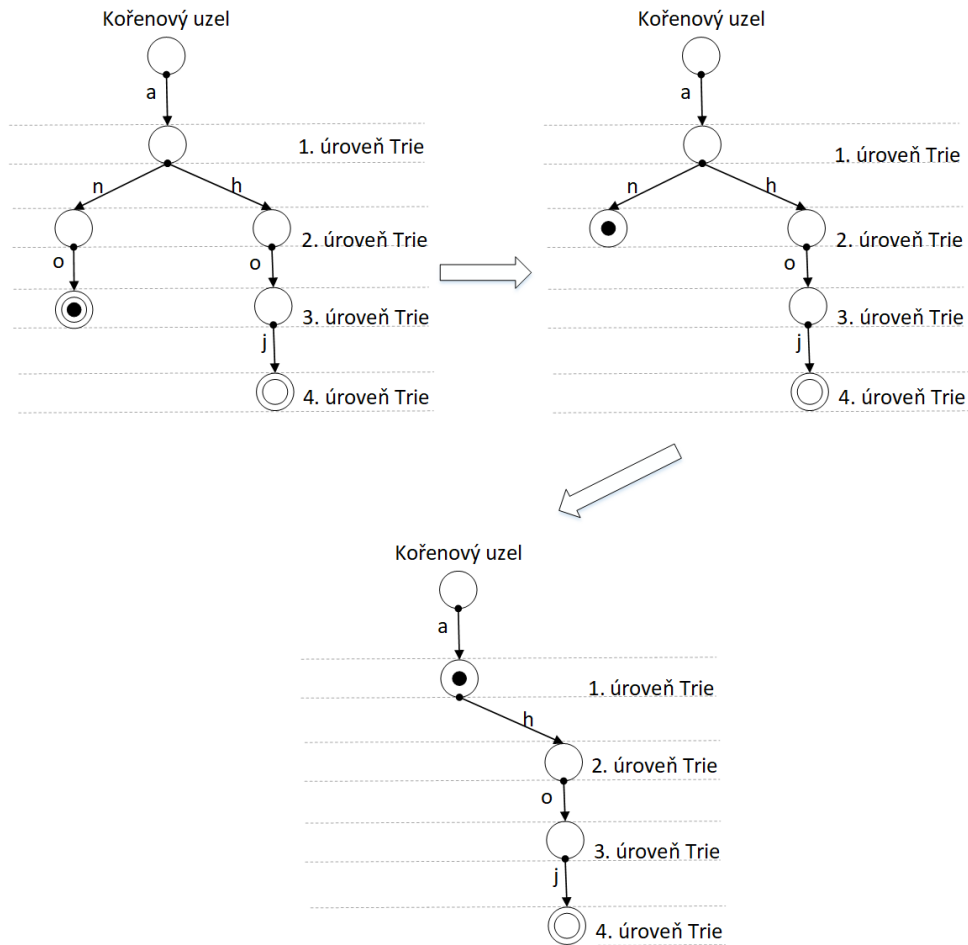 Kořenový uzel
a
1. úroveň Trie
n
h
2. úroveň Trie
o
o
3. úroveň Trie
j
4. úroveň Trie
Kořenový uzel
a
1. úroveň Trie
n
h
2. úroveň Trie
o
3. úroveň Trie
j
4. úroveň Trie
Kořenový uzel
a
1. úroveň Trie
h
2. úroveň Trie
o
3. úroveň Trie
j
4. úroveň Trie